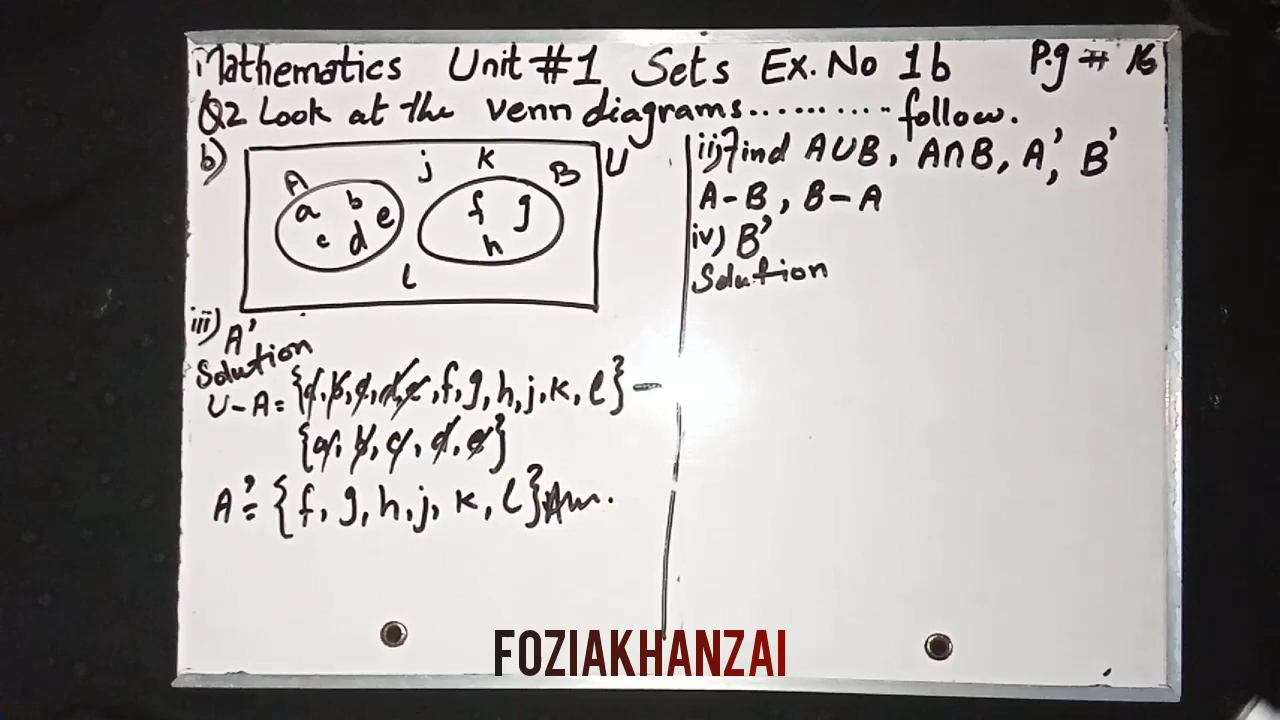 Mathematics Unit #1 Sets Ex. No 1b P.g # 16
Q2 Look at the venn diagrams........... follow.
b)
U
j k
A B
a b e
c d
f g
h
l
iii) A'
Solution
U-A= {a, b, c, d, e, f, g, h, j, k, l} -
{a, b, c, d, e}
A'= {f, g, h, j, k, l} Ans.
ii) Find A∪B, A∩B, A', B'
A-B, B-A
iv) B'
Solution
FOZIAKHANZAI